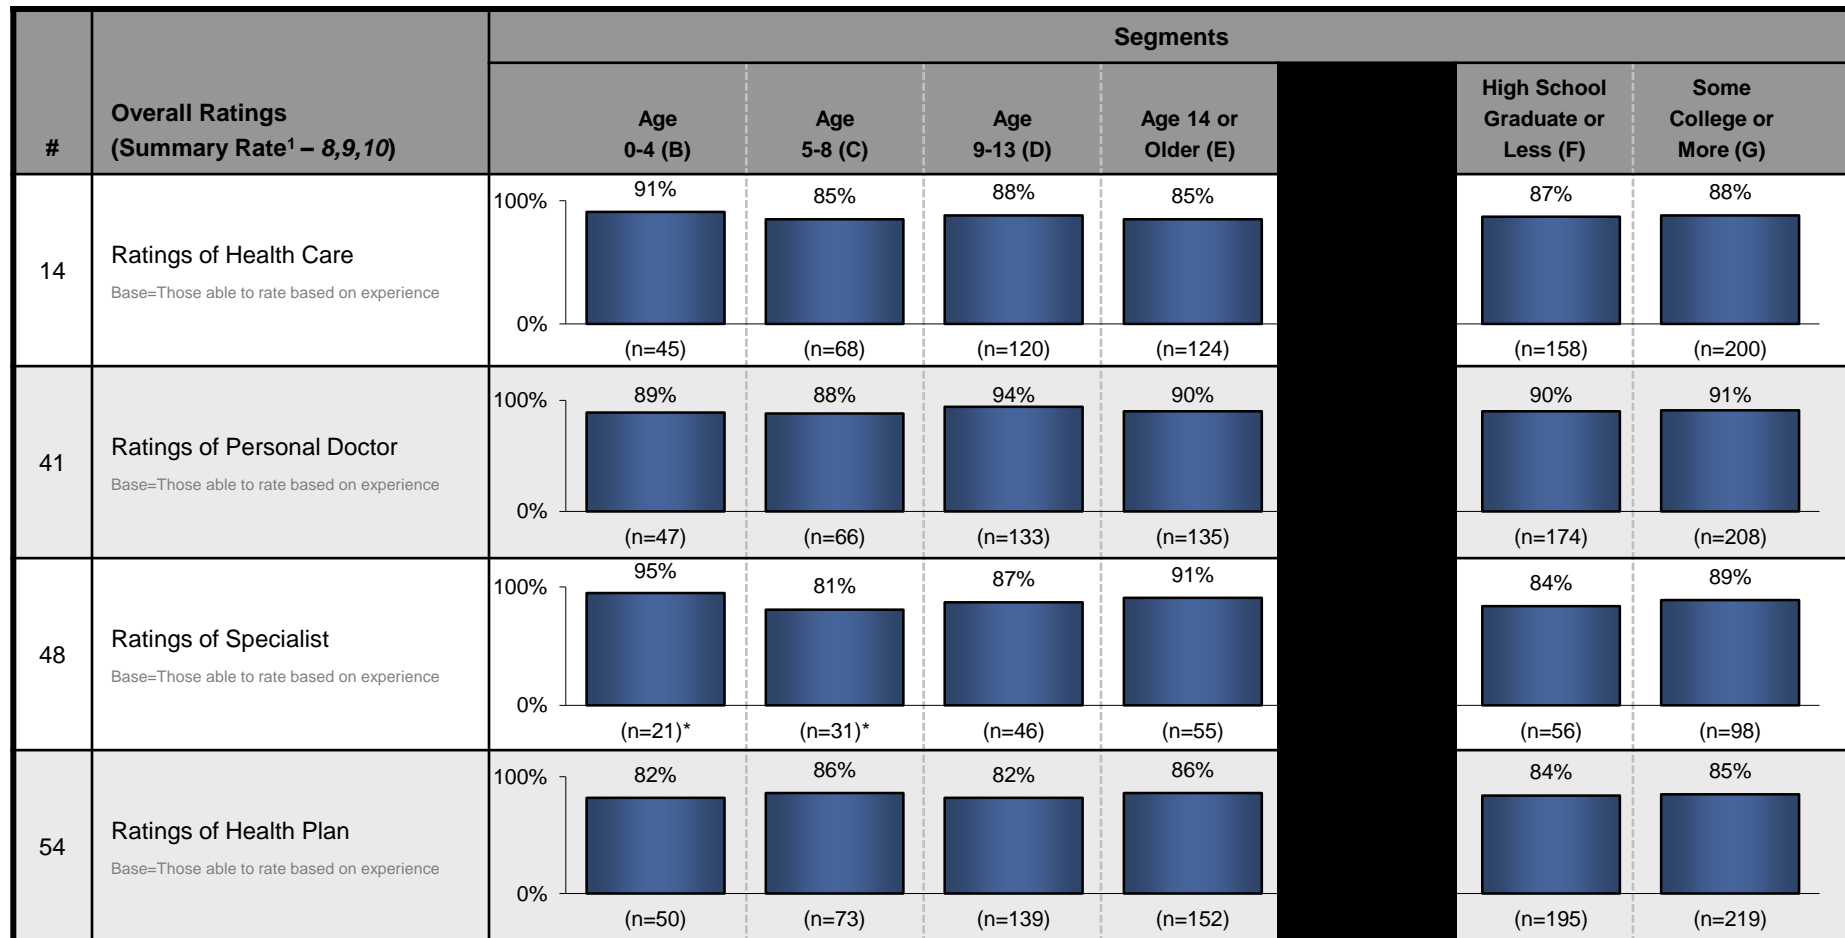 Segments
#
Overall Ratings
(Summary Rate1 – 8,9,10)
Age
0-4 (B)
Age
5-8 (C)
Age
9-13 (D)
Age 14 or
Older (E)
High School
Graduate or
Less (F)
Some
College or
More (G)
14
Ratings of Health Care
Base=Those able to rate based on experience
100%
0%
91%
85%
88%
85%
87%
88%
(n=45)
(n=68)
(n=120)
(n=124)
(n=158)
(n=200)
41
Ratings of Personal Doctor
Base=Those able to rate based on experience
100%
0%
89%
88%
94%
90%
90%
91%
(n=47)
(n=66)
(n=133)
(n=135)
(n=174)
(n=208)
48
Ratings of Specialist
Base=Those able to rate based on experience
100%
0%
95%
81%
87%
91%
84%
89%
(n=21)*
(n=31)*
(n=46)
(n=55)
(n=56)
(n=98)
54
Ratings of Health Plan
Base=Those able to rate based on experience
100%
0%
82%
86%
82%
86%
84%
85%
(n=50)
(n=73)
(n=139)
(n=152)
(n=195)
(n=219)